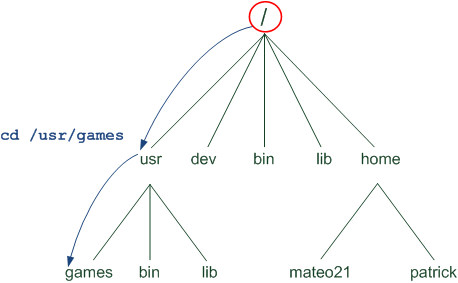 /
cd /usr/games
usr dev bin lib home
games bin lib mateo21 patrick